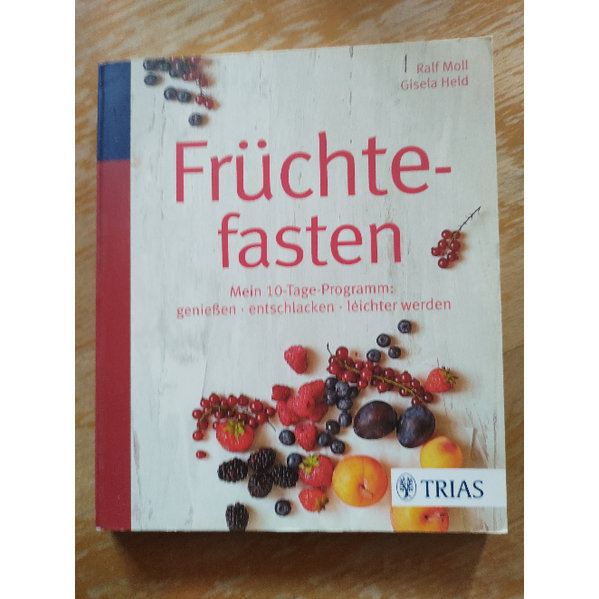 Ralf Moll
Gisela Held
Früchte-
fasten
Mein 10-Tage-Programm:
genießen · entschlacken · leichter werden
TRIAS